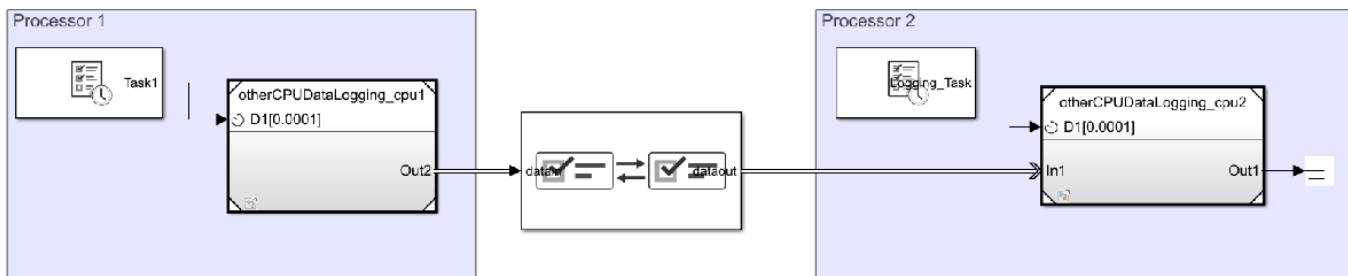 Processor 1
Task1
otherCPUDataLogging_cpu1
D1[0.0001]
Out2
datain
dataout
Processor 2
Logging_Task
otherCPUDataLogging_cpu2
D1[0.0001]
In1
Out1